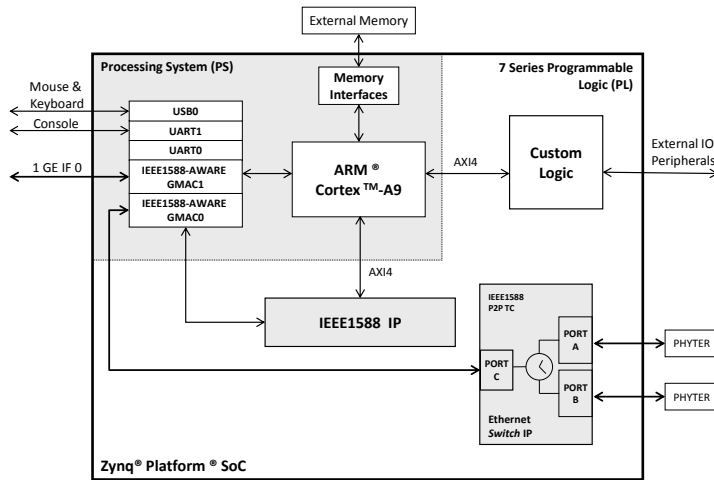 External Memory
Processing System (PS)
7 Series Programmable
Logic (PL)
Memory
Interfaces
Mouse &
Keyboard
USB0
Console
UART1
UART0
1 GE IF 0
IEEE1588-AWARE
GMAC1
IEEE1588-AWARE
GMAC0
ARM ®
Cortex ™-A9
AXI4
Custom
Logic
External IO
Peripherals
AXI4
IEEE1588 IP
IEEE1588
P2P TC
PORT
A
PHYTER
PORT
C
PORT
B
PHYTER
Ethernet
Switch IP
Zynq® Platform ® SoC